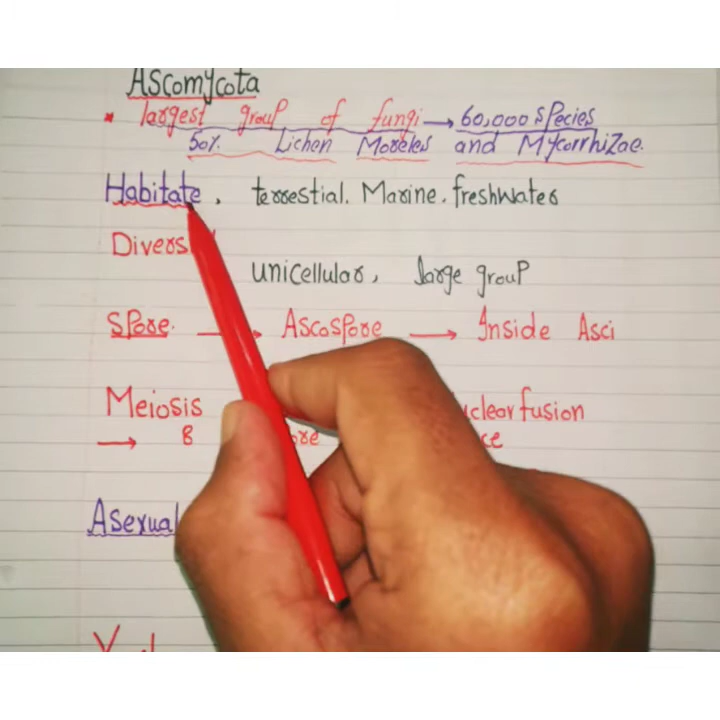 Ascomycota
* largest group of fungi → 60,000 species
50% Lichen Moreles and Mycorrhizae.
Habitate, terrestial. Marine. freshwater
Divers
unicellular, large group
Spore. → Ascospore → Inside Asci
Meiosis
fusion
→ 8
Asexual